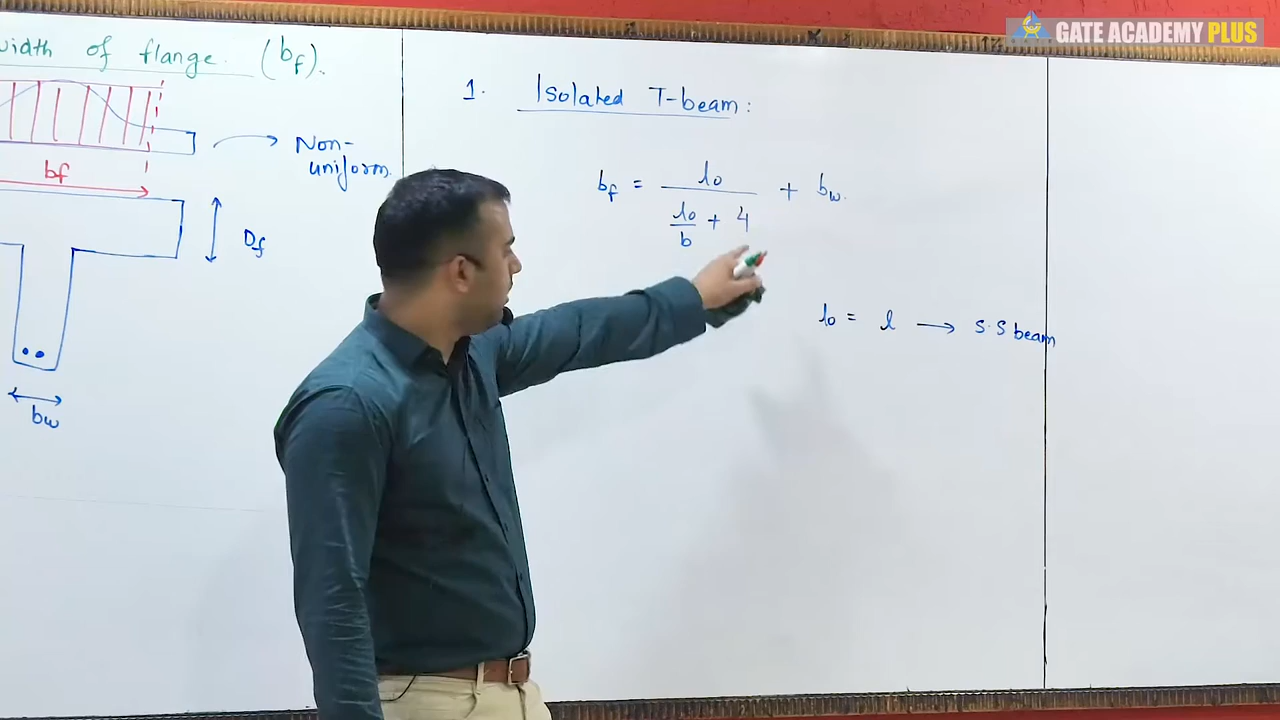 GATE ACADEMY PLUS
width of flange. (bf).
Non-
uniform.
bf
Df
bw
1. Isolated T-beam:
bf = lo / (lo/b + 4) + bw.
lo = l → S.S beam